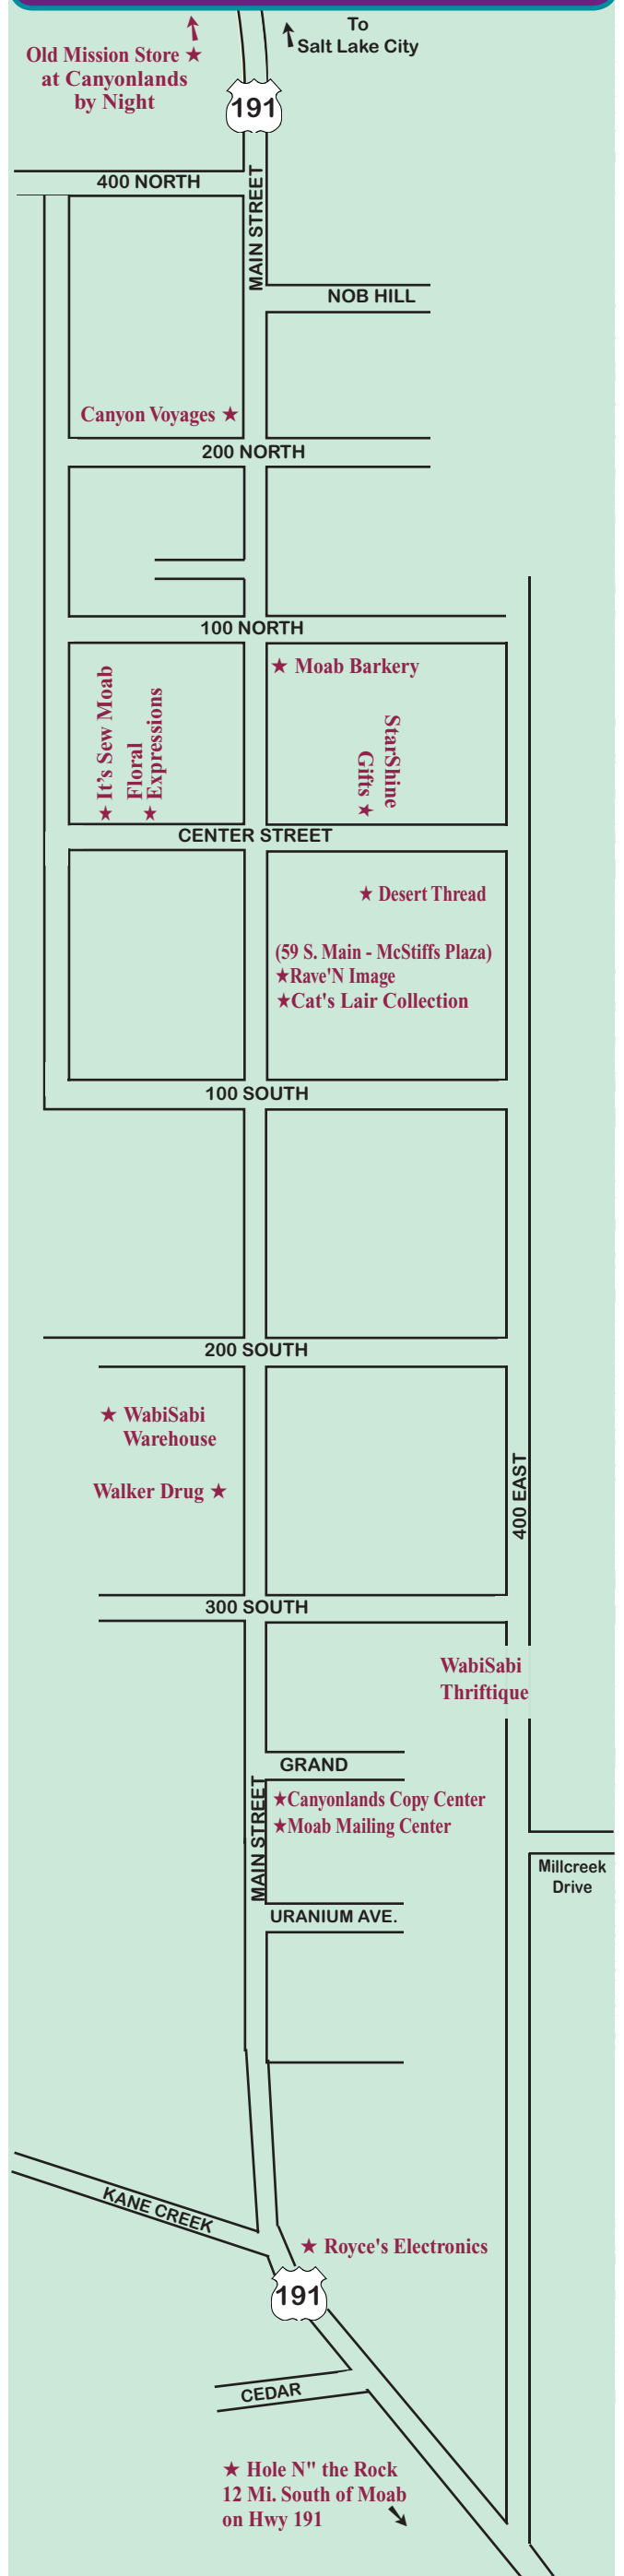 To
Salt Lake City
Old Mission Store ★
at Canyonlands
by Night
191
400 NORTH
MAIN STREET
NOB HILL
Canyon Voyages ★
200 NORTH
100 NORTH
★ Moab Barkery
★ It's Sew Moab
Floral
★ Expressions
StarShine
Gifts ★
CENTER STREET
★ Desert Thread
(59 S. Main - McStiffs Plaza)
★Rave'N Image
★Cat's Lair Collection
100 SOUTH
200 SOUTH
★ WabiSabi
Warehouse
Walker Drug ★
400 EAST
300 SOUTH
WabiSabi
Thriftique
GRAND
MAIN STREET
★Canyonlands Copy Center
★Moab Mailing Center
Millcreek
Drive
URANIUM AVE.
KANE CREEK
★ Royce's Electronics
191
CEDAR
★ Hole N" the Rock
12 Mi. South of Moab
on Hwy 191